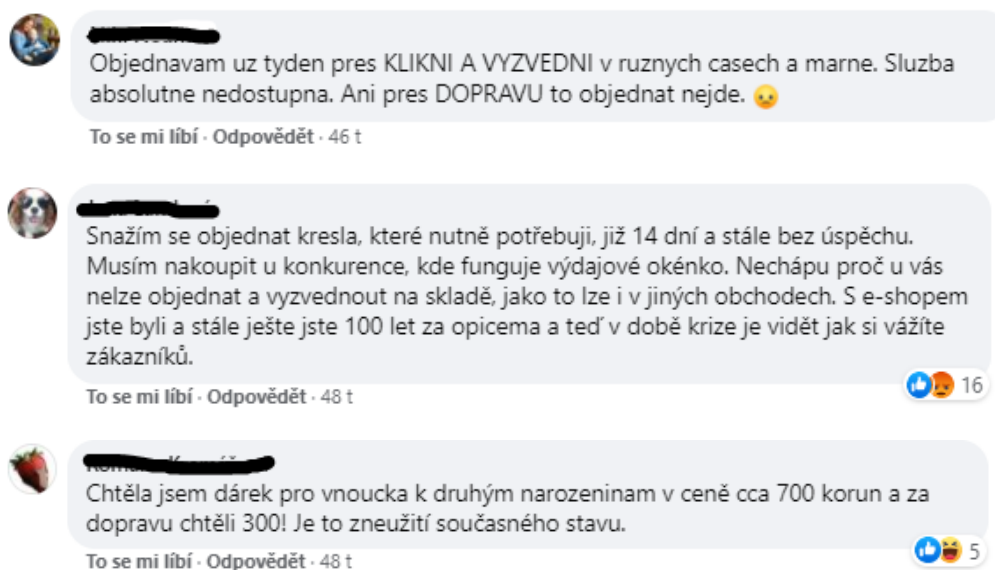 Objednavam uz tyden pres KLIKNI A VYZVEDNI v ruznych casech a marne. Sluzba
absolutne nedostupna. Ani pres DOPRAVU to objednat nejde.
To se mi líbí · Odpovědět · 46 t
Snažím se objednat kresla, které nutně potřebuji, již 14 dní a stále bez úspěchu.
Musím nakoupit u konkurence, kde funguje výdajové okénko. Nechápu proč u vás
nelze objednat a vyzvednout na skladě, jako to lze i v jiných obchodech. S e-shopem
jste byli a stále ješte jste 100 let za opicema a teď v době krize je vidět jak si vážíte
zákazníků.
To se mi líbí · Odpovědět · 48 t
16
Chtěla jsem dárek pro vnoucka k druhým narozeninam v ceně cca 700 korun a za
dopravu chtěli 300! Je to zneužití současného stavu.
To se mi líbí · Odpovědět · 48 t
5